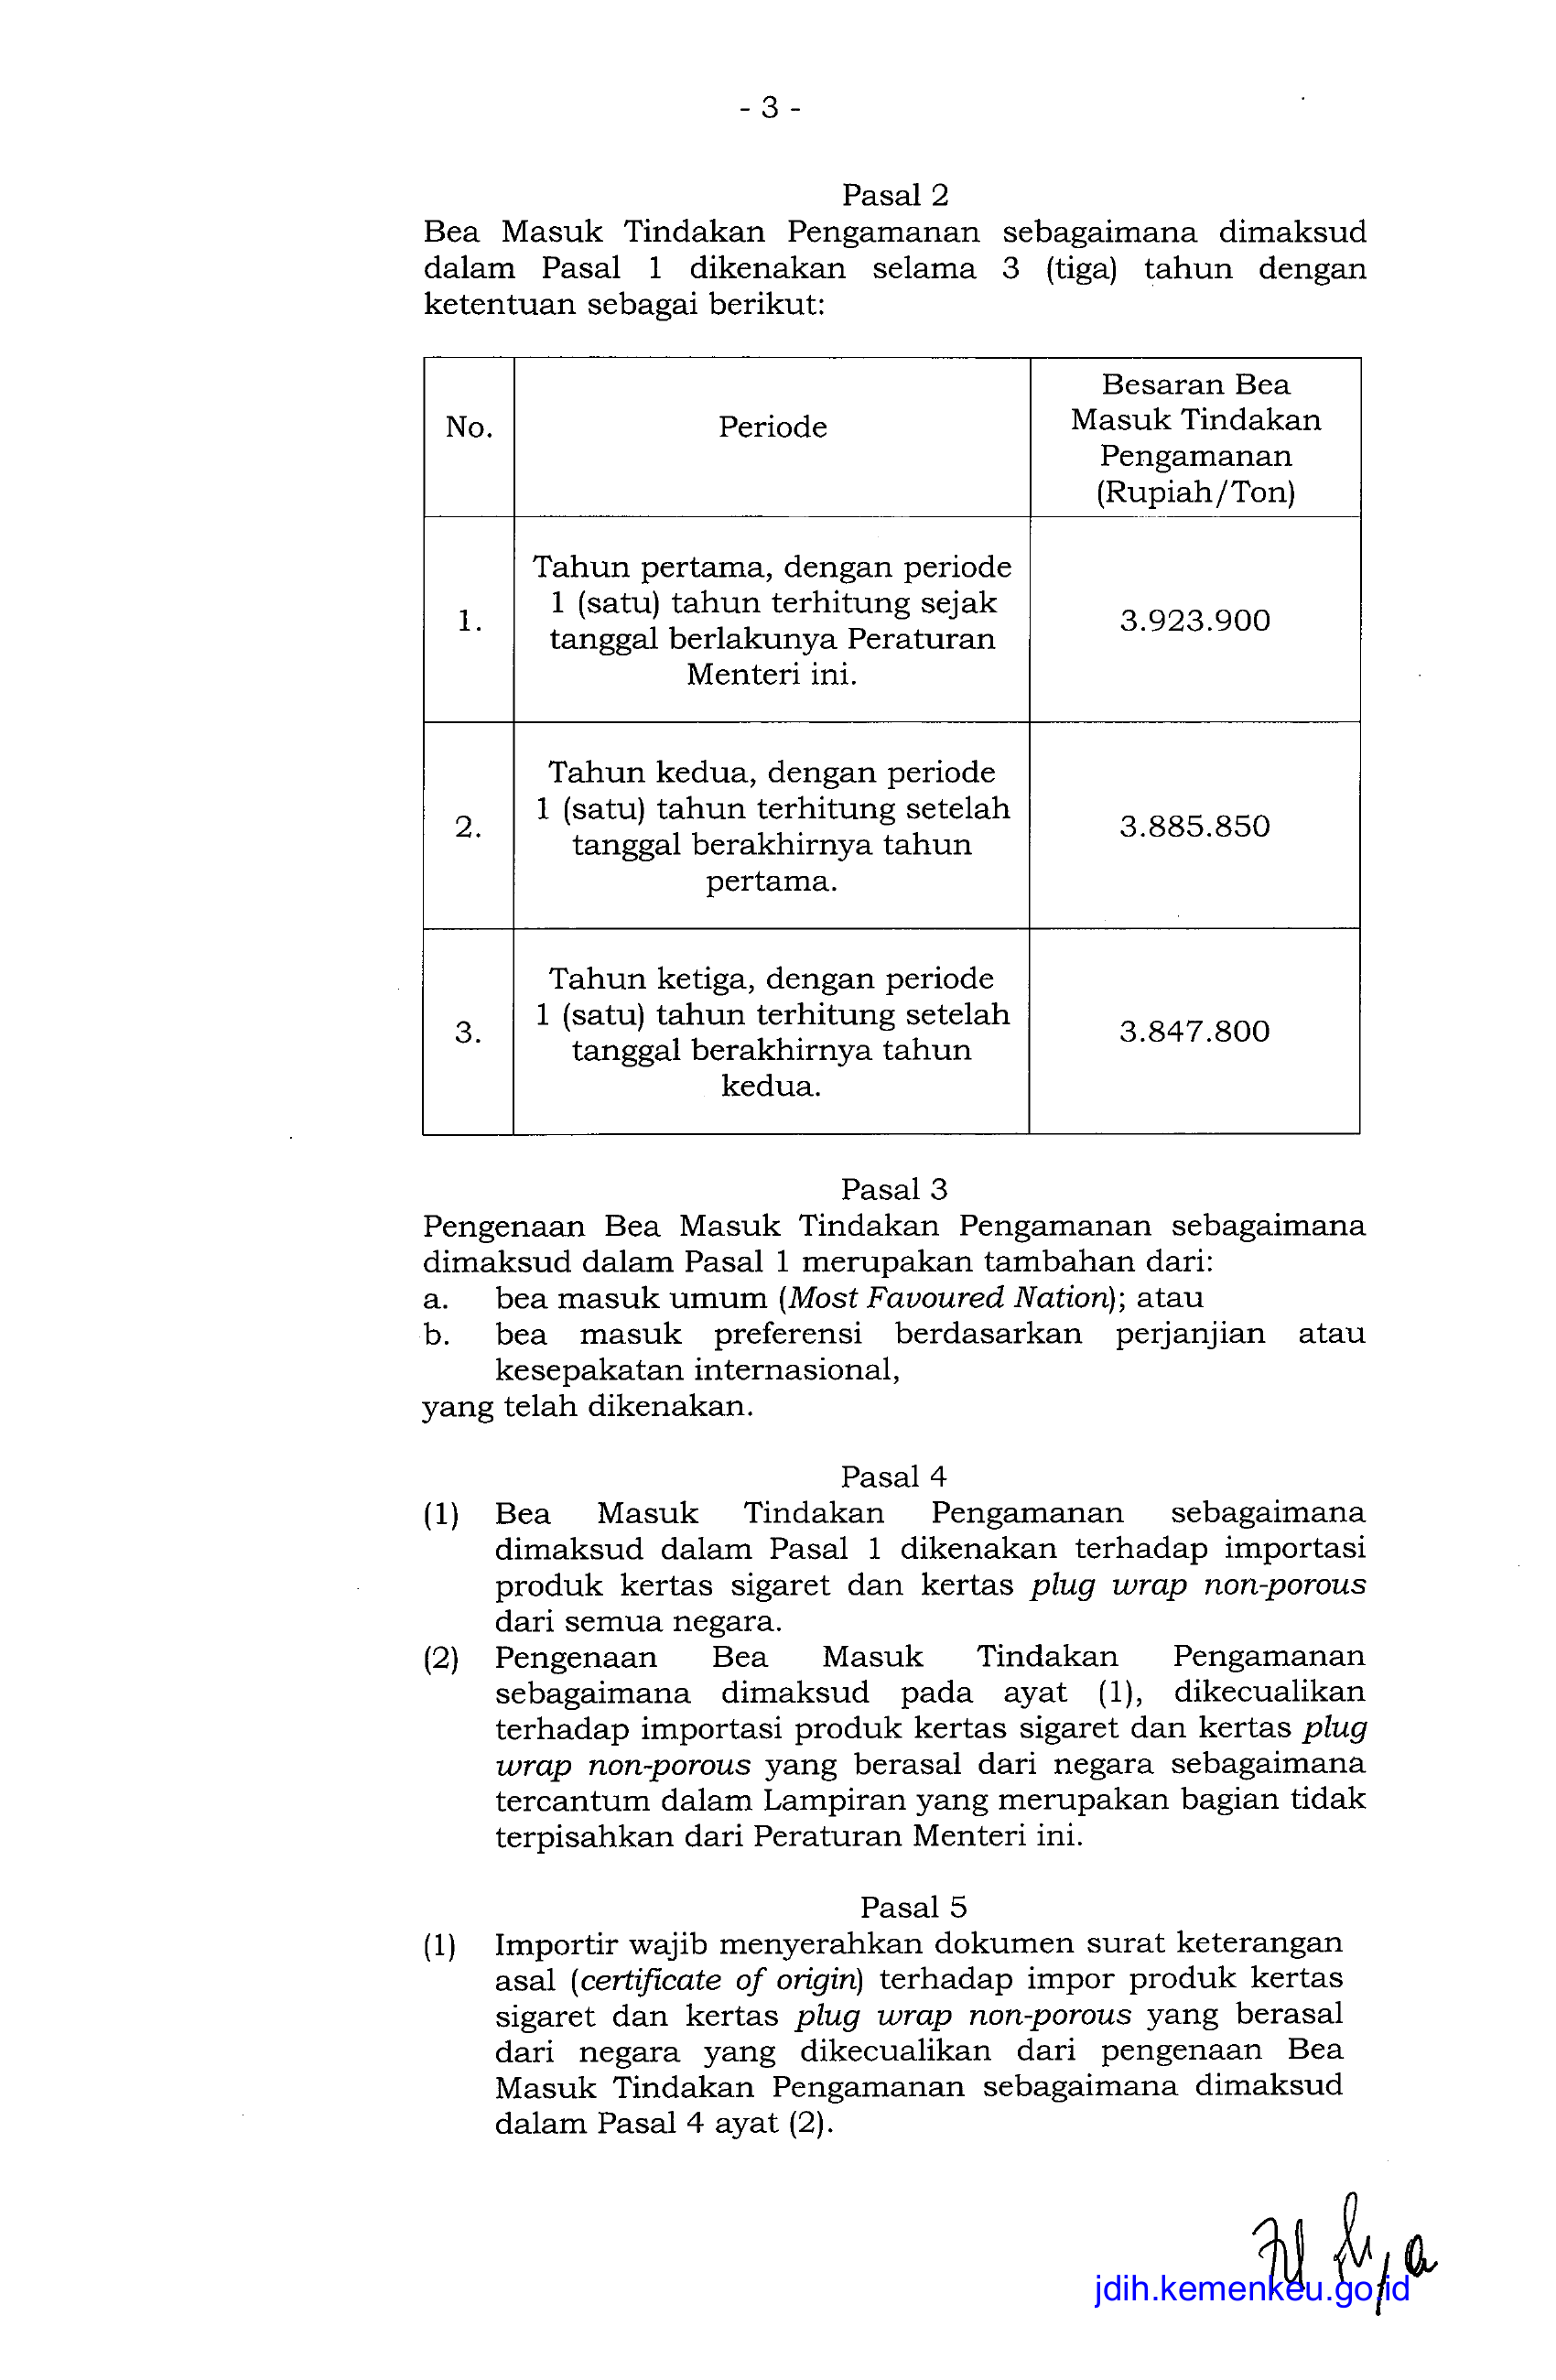 - 3 -
Pasal 2
Bea Masuk Tindakan Pengamanan sebagaimana dimaksud
dalam Pasal 1 dikenakan selama 3 (tiga) tahun dengan
ketentuan sebagai berikut:
No.
Periode
Besaran Bea
Masuk Tindakan
Pengamanan
(Rupiah/Ton)
1.
Tahun pertama, dengan periode
1 (satu) tahun terhitung sejak
tanggal berlakunya Peraturan
Menteri ini.
3.923.900
2.
Tahun kedua, dengan periode
1 (satu) tahun terhitung setelah
tanggal berakhirnya tahun
pertama.
3.885.850
3.
Tahun ketiga, dengan periode
1 (satu) tahun terhitung setelah
tanggal berakhirnya tahun
kedua.
3.847.800
Pasal 3
Pengenaan Bea Masuk Tindakan Pengamanan sebagaimana
dimaksud dalam Pasal 1 merupakan tambahan dari:
a. bea masuk umum (Most Favoured Nation); atau
b. bea masuk preferensi berdasarkan perjanjian atau
kesepakatan internasional,
yang telah dikenakan.
Pasal 4
(1) Bea Masuk Tindakan Pengamanan sebagaimana
dimaksud dalam Pasal 1 dikenakan terhadap importasi
produk kertas sigaret dan kertas plug wrap non-porous
dari semua negara.
(2) Pengenaan Bea Masuk Tindakan Pengamanan
sebagaimana dimaksud pada ayat (1), dikecualikan
terhadap importasi produk kertas sigaret dan kertas plug
wrap non-porous yang berasal dari negara sebagaimana
tercantum dalam Lampiran yang merupakan bagian tidak
terpisahkan dari Peraturan Menteri ini.
Pasal 5
(1) Importir wajib menyerahkan dokumen surat keterangan
asal (certificate of origin) terhadap impor produk kertas
sigaret dan kertas plug wrap non-porous yang berasal
dari negara yang dikecualikan dari pengenaan Bea
Masuk Tindakan Pengamanan sebagaimana dimaksud
dalam Pasal 4 ayat (2).
jdih.kemenkeu.go.id